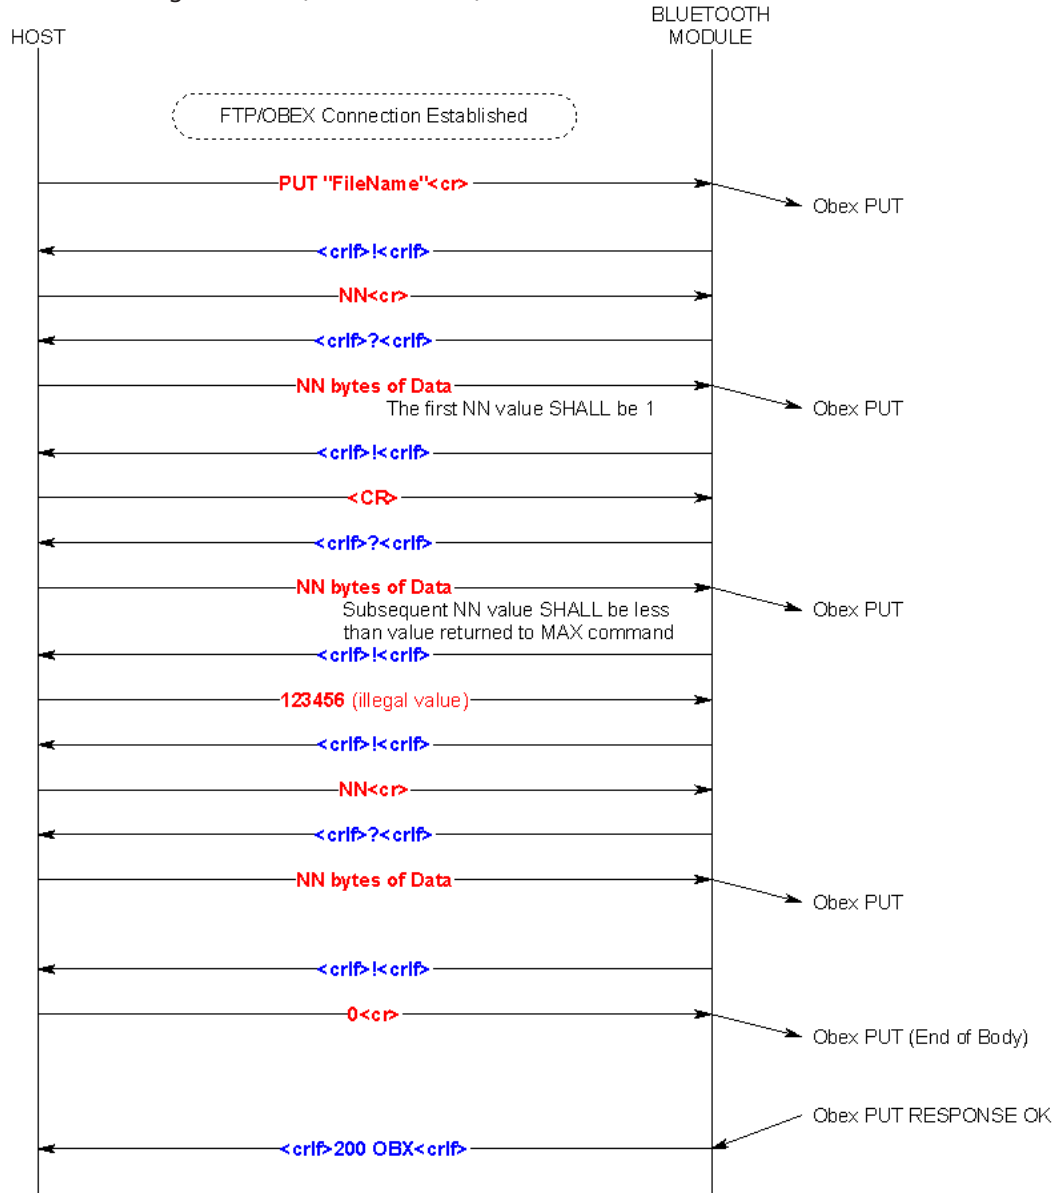 HOST
BLUETOOTH
MODULE
FTP/OBEX Connection Established
PUT "FileName"<cr>
Obex PUT
<crlf>!<crlf>
NN<cr>
<crlf>?<crlf>
NN bytes of Data
The first NN value SHALL be 1
Obex PUT
<crlf>!<crlf>
<CR>
<crlf>?<crlf>
NN bytes of Data
Subsequent NN value SHALL be less
than value returned to MAX command
Obex PUT
<crlf>!<crlf>
123456 (illegal value)
<crlf>!<crlf>
NN<cr>
<crlf>?<crlf>
NN bytes of Data
Obex PUT
<crlf>!<crlf>
0<cr>
Obex PUT (End of Body)
Obex PUT RESPONSE OK
<crlf>200 OBX<crlf>